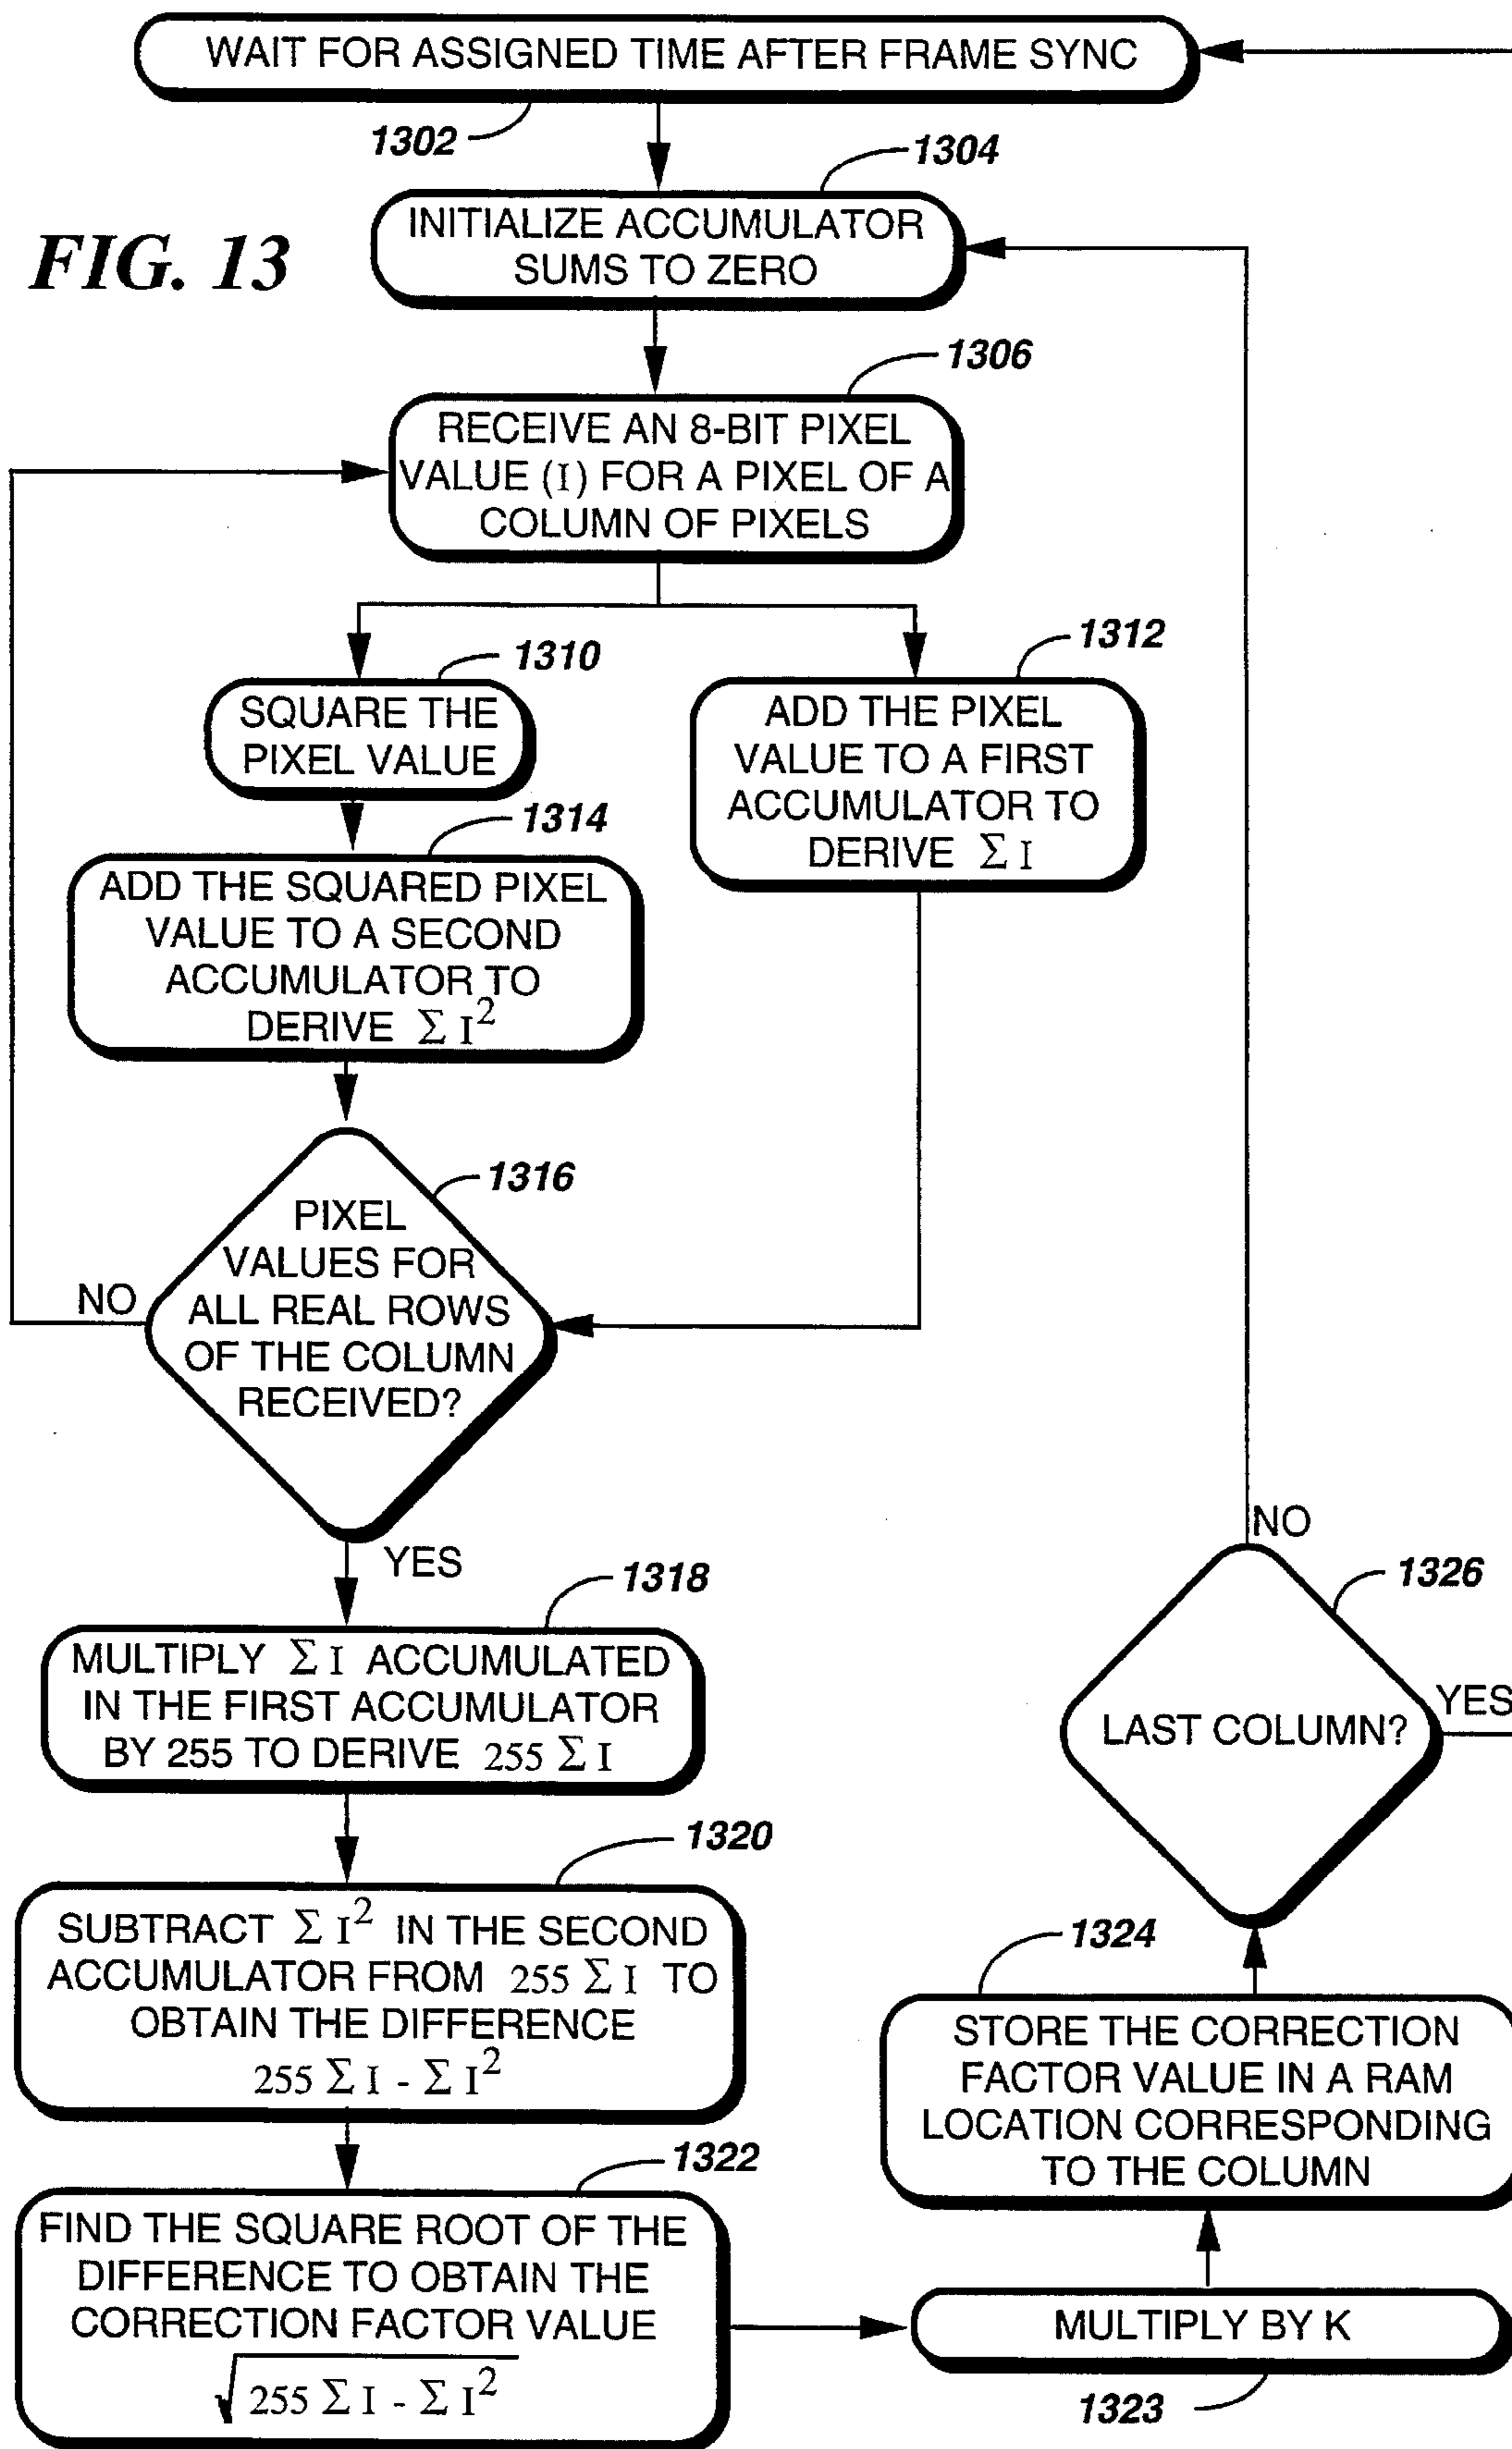 WAIT FOR ASSIGNED TIME AFTER FRAME SYNC
1302
1304
FIG. 13
INITIALIZE ACCUMULATOR
SUMS TO ZERO
1306
RECEIVE AN 8-BIT PIXEL
VALUE (I) FOR A PIXEL OF A
COLUMN OF PIXELS
1310
SQUARE THE
PIXEL VALUE
1312
ADD THE PIXEL
VALUE TO A FIRST
ACCUMULATOR TO
DERIVE Σ I
1314
ADD THE SQUARED PIXEL
VALUE TO A SECOND
ACCUMULATOR TO
DERIVE Σ I²
1316
PIXEL
VALUES FOR
ALL REAL ROWS
OF THE COLUMN
RECEIVED?
NO
YES
1318
MULTIPLY Σ I ACCUMULATED
IN THE FIRST ACCUMULATOR
BY 255 TO DERIVE 255 Σ I
1320
SUBTRACT Σ I² IN THE SECOND
ACCUMULATOR FROM 255 Σ I TO
OBTAIN THE DIFFERENCE
255 Σ I - Σ I²
1322
FIND THE SQUARE ROOT OF THE
DIFFERENCE TO OBTAIN THE
CORRECTION FACTOR VALUE
√255 Σ I - Σ I²
MULTIPLY BY K
1323
1324
STORE THE CORRECTION
FACTOR VALUE IN A RAM
LOCATION CORRESPONDING
TO THE COLUMN
1326
LAST COLUMN?
NO
YES